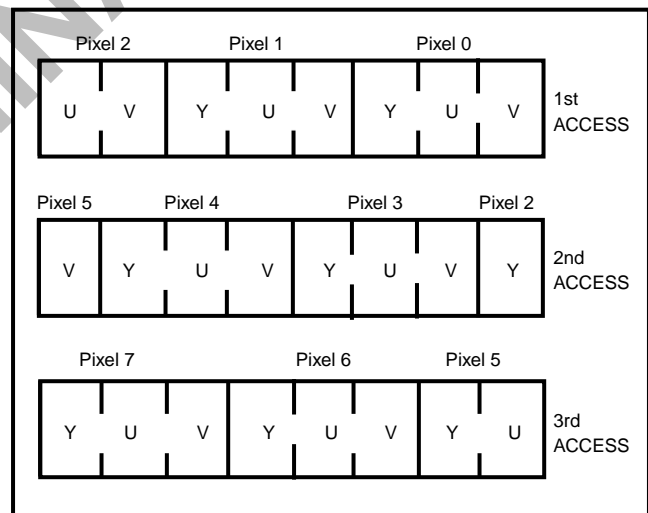 Pixel 2 Pixel 1 Pixel 0
U V Y U V Y U V
1st
ACCESS
Pixel 5 Pixel 4 Pixel 3 Pixel 2
V Y U V Y U V Y
2nd
ACCESS
Pixel 7 Pixel 6 Pixel 5
Y U V Y U V Y U
3rd
ACCESS